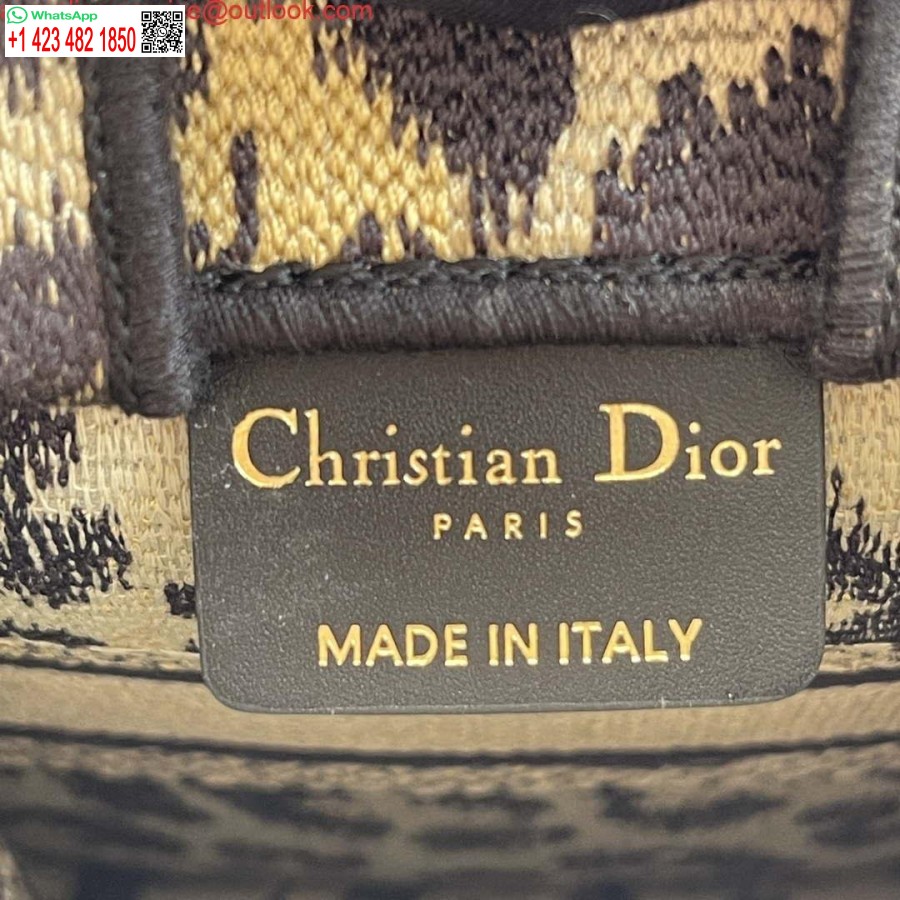 WhatsApp
+1 423 482 1850
@outlook.com
Christian Dior
PARIS
MADE IN ITALY